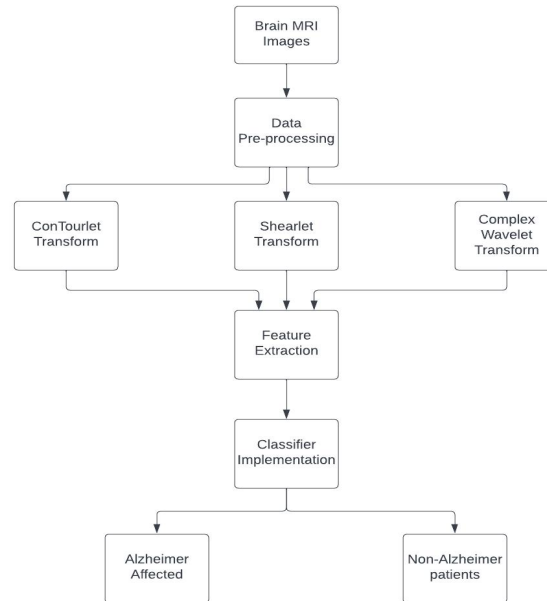 Brain MRI
Images
Data
Pre-processing
ConTourlet
Transform
Shearlet
Transform
Complex
Wavelet
Transform
Feature
Extraction
Classifier
Implementation
Alzheimer
Affected
Non-Alzheimer
patients